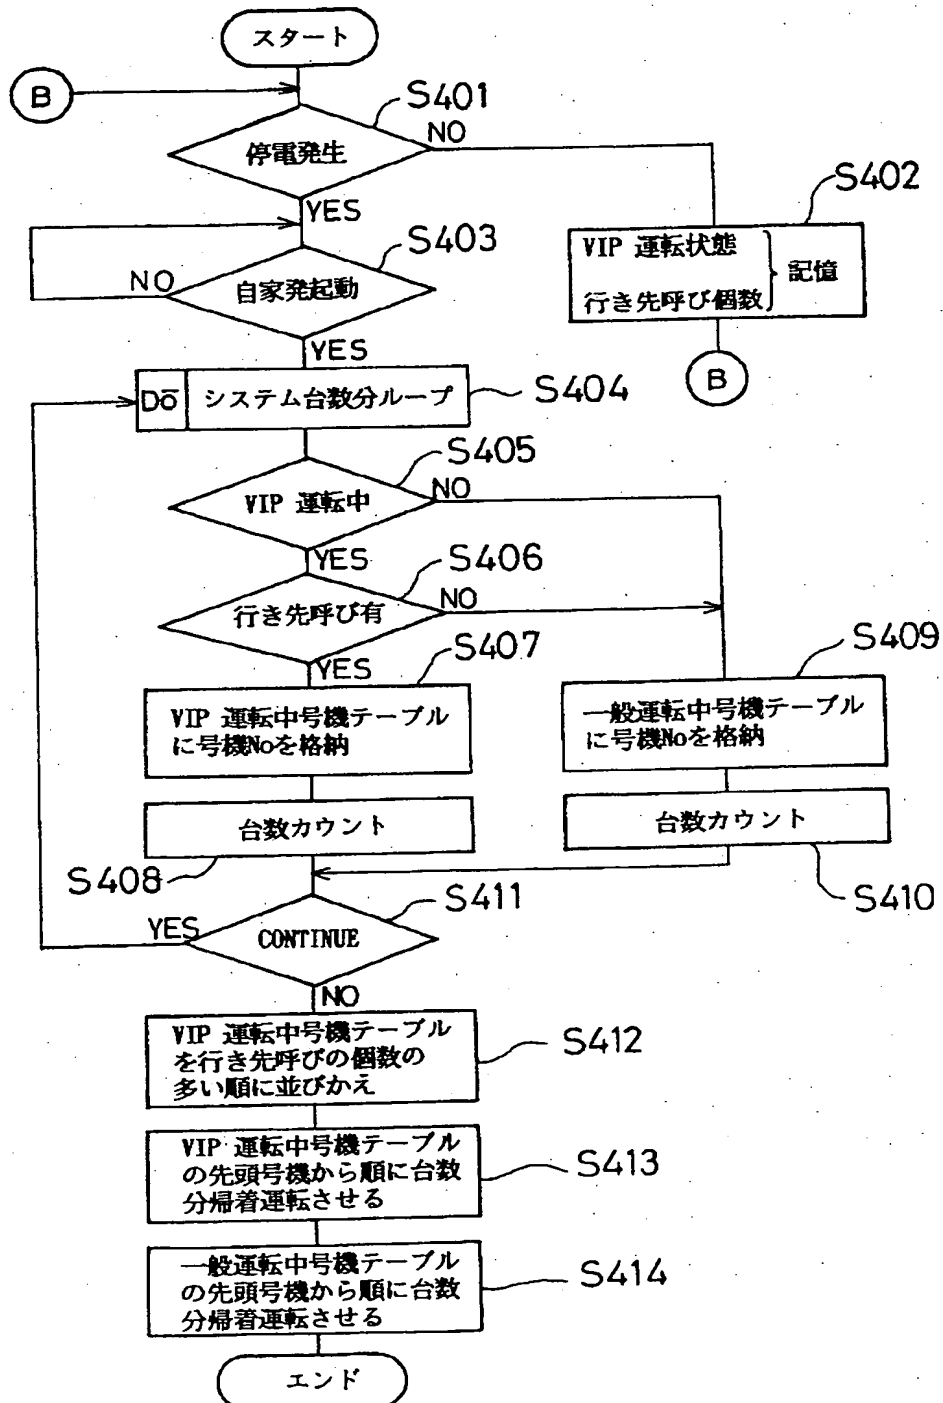 スタート
B
S401
停電発生
NO
YES
S402
VIP 運転状態
行き先呼び個数
記憶
B
S403
NO
自家発起動
YES
Do
システム台数分ループ
S404
S405
VIP 運転中
NO
YES
S406
行き先呼び有
NO
YES
S407
VIP 運転中号機テーブル
に号機Noを格納
S409
一般運転中号機テーブル
に号機Noを格納
台数カウント
S408
台数カウント
S410
S411
YES
CONTINUE
NO
VIP 運転中号機テーブル
を行き先呼びの個数の
多い順に並びかえ
S412
VIP 運転中号機テーブル
の先頭号機から順に台数
分帰着運転させる
S413
一般運転中号機テーブル
の先頭号機から順に台数
分帰着運転させる
S414
エンド